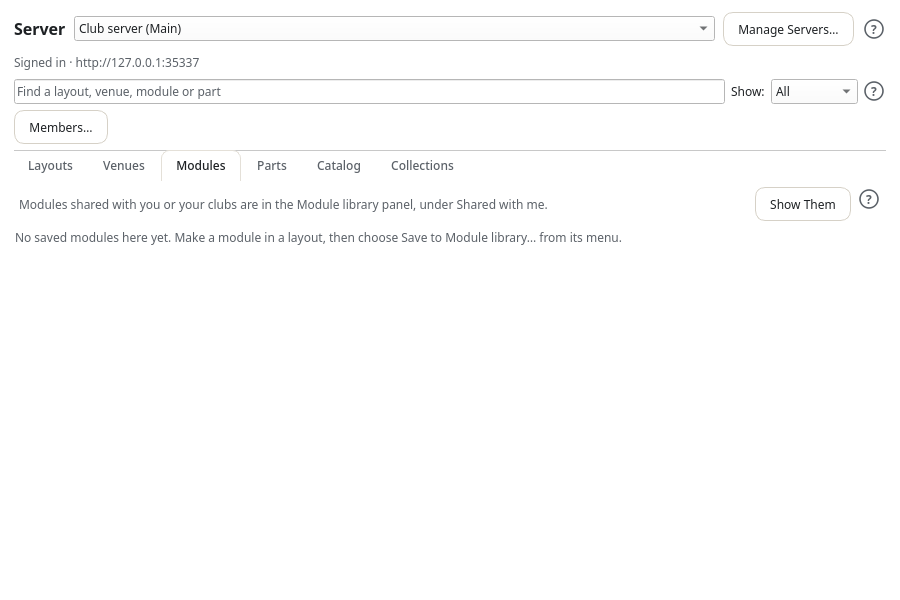 Server Club server (Main) Manage Servers... ?
Signed in · http://127.0.0.1:35337
Find a layout, venue, module or part Show: All ?
Members...
Layouts Venues Modules Parts Catalog Collections
Modules shared with you or your clubs are in the Module library panel, under Shared with me. Show Them ?
No saved modules here yet. Make a module in a layout, then choose Save to Module library... from its menu.